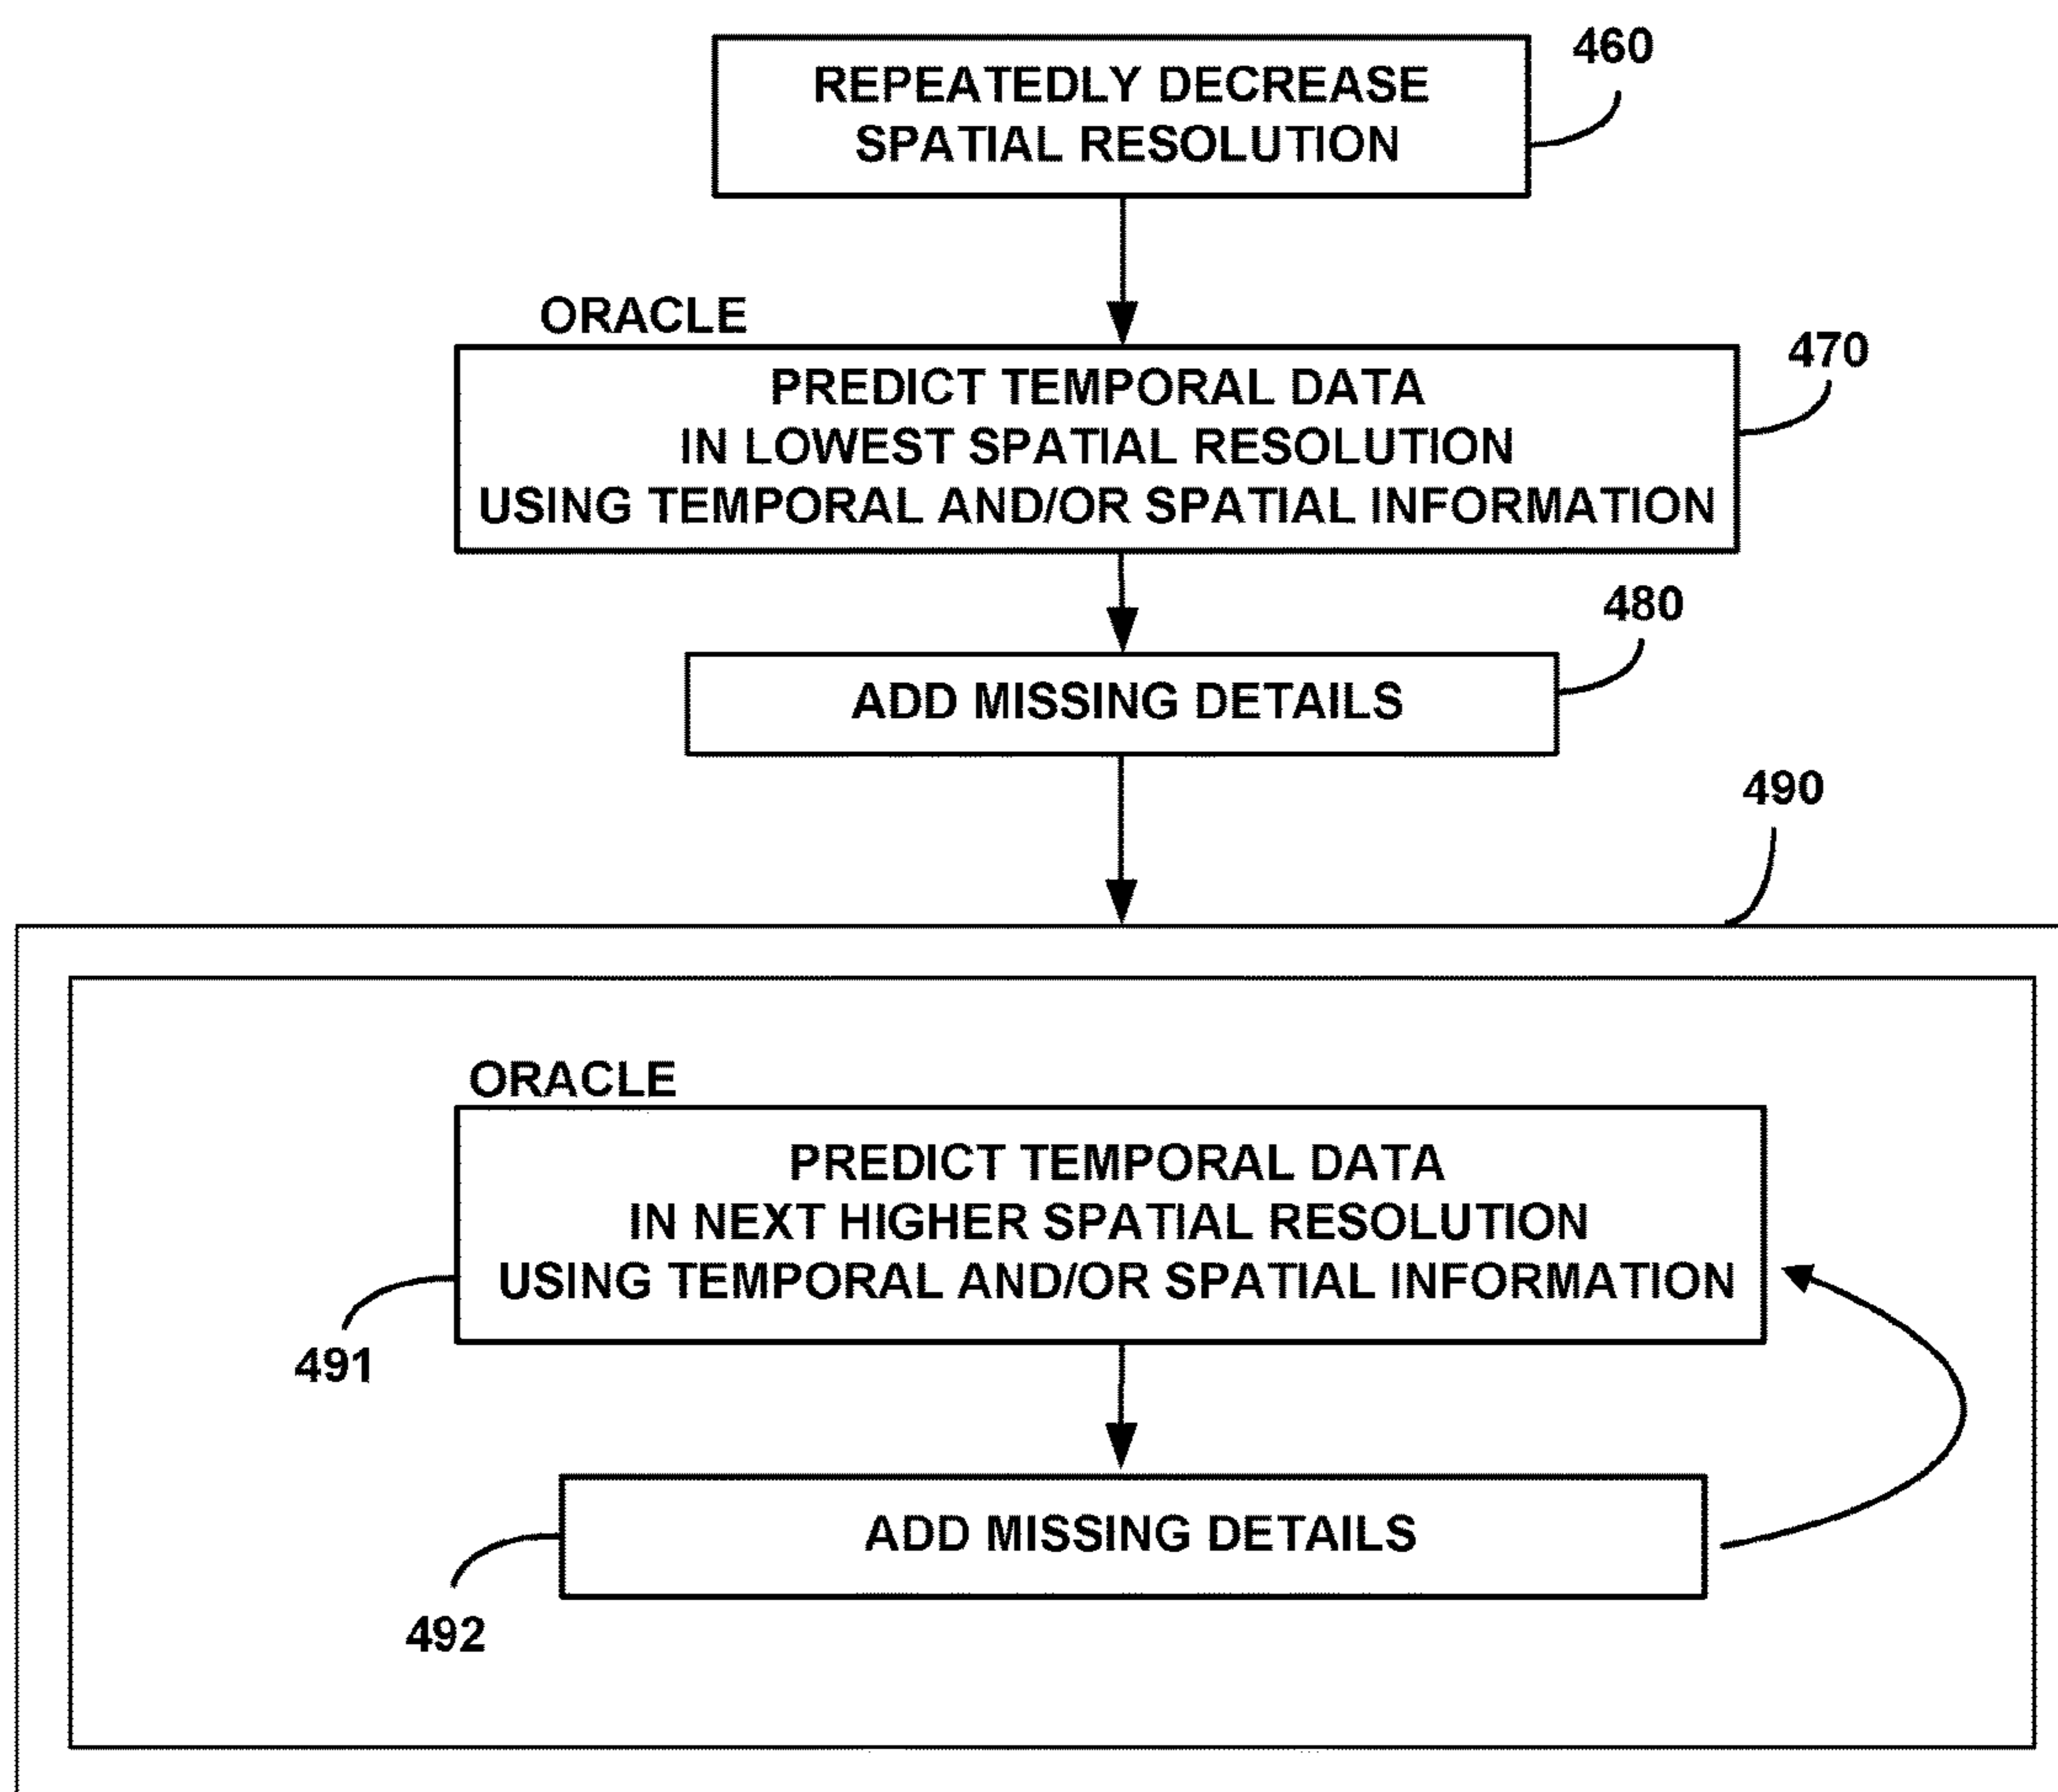 REPEATEDLY DECREASE
SPATIAL RESOLUTION
460
ORACLE
PREDICT TEMPORAL DATA
IN LOWEST SPATIAL RESOLUTION
USING TEMPORAL AND/OR SPATIAL INFORMATION
470
480
ADD MISSING DETAILS
490
ORACLE
PREDICT TEMPORAL DATA
IN NEXT HIGHER SPATIAL RESOLUTION
USING TEMPORAL AND/OR SPATIAL INFORMATION
491
ADD MISSING DETAILS
492